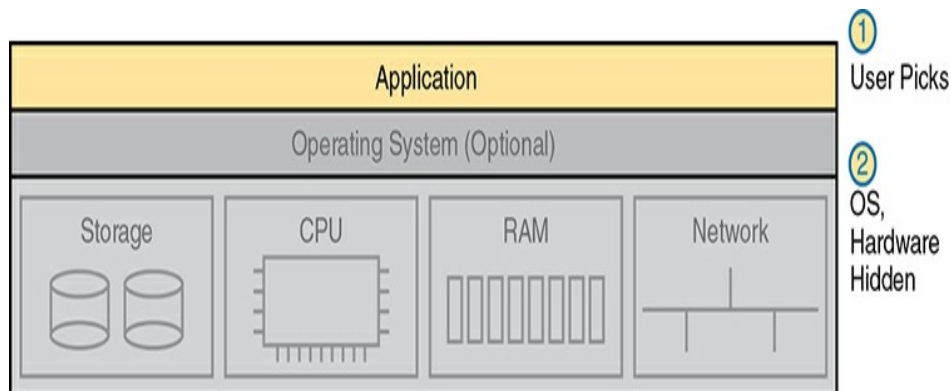 1
User Picks
Application
Operating System (Optional)
2
OS,
Hardware
Hidden
Storage
CPU
RAM
Network